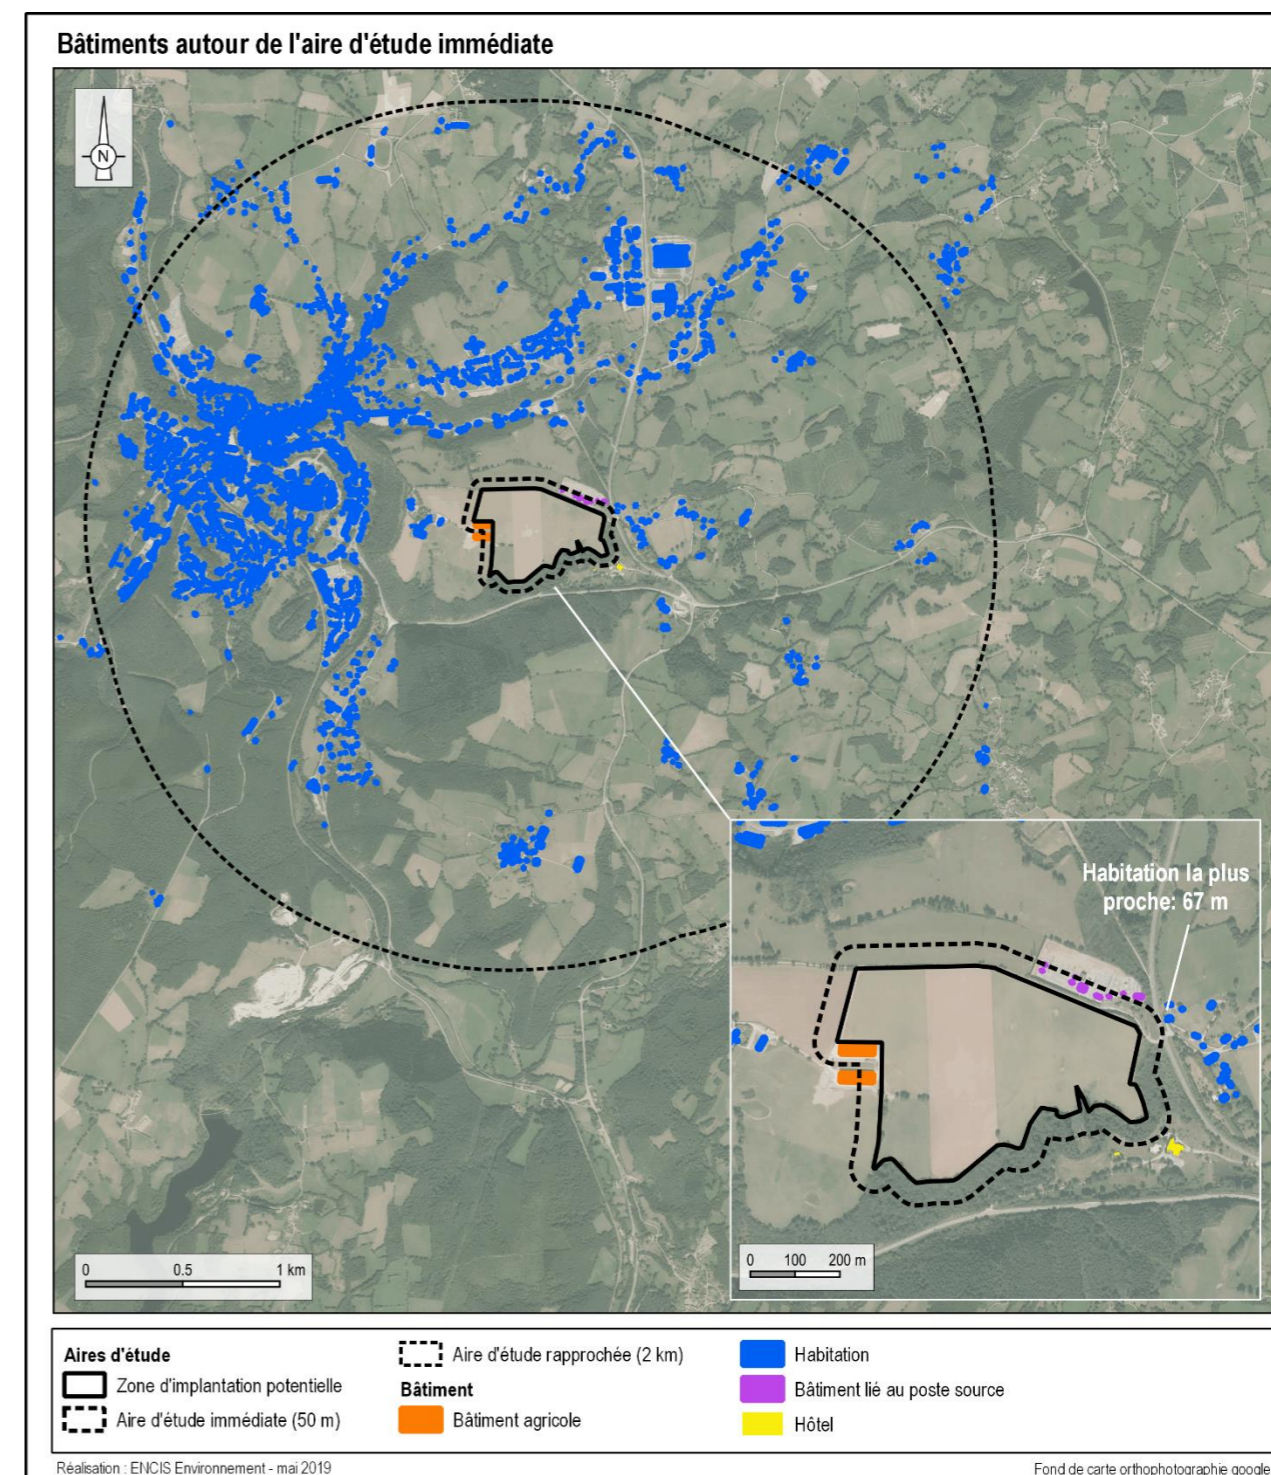 Bâtiments autour de l'aire d'étude immédiate
N
Habitation la plus
proche: 67 m
0 100 200 m
0 0.5 1 km
Aires d'étude
Zone d'implantation potentielle
Aire d'étude immédiate (50 m)
Aire d'étude rapprochée (2 km)
Bâtiment
Bâtiment agricole
Habitation
Bâtiment lié au poste source
Hôtel
Réalisation : ENCIS Environnement - mai 2019
Fond de carte orthophotographie google